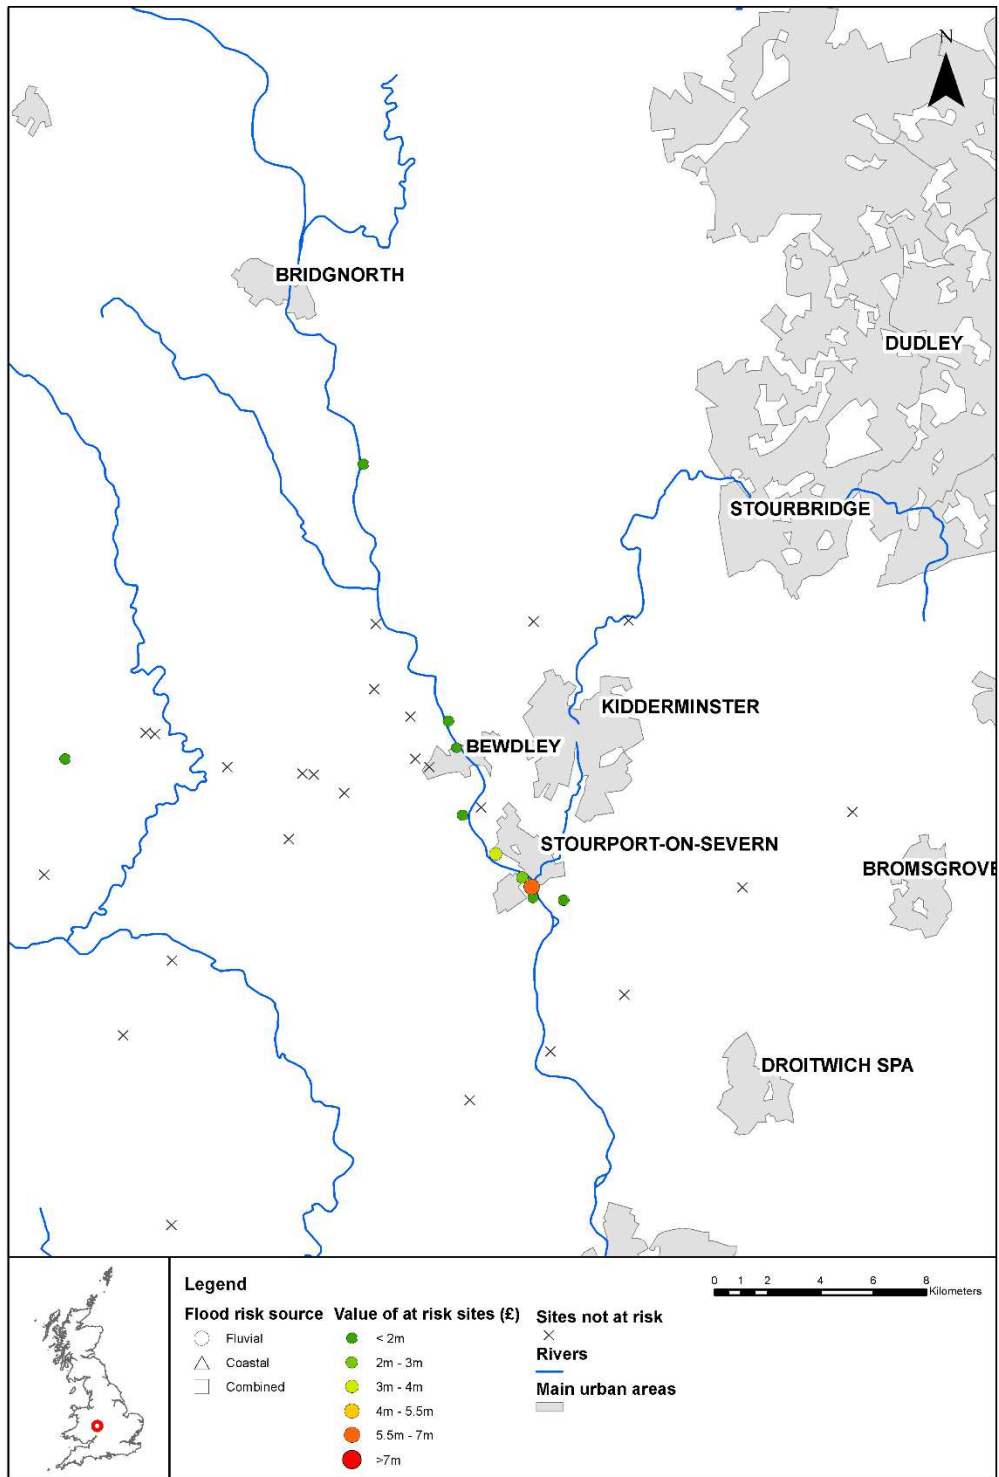 N
BRIDGNORTH
DUDLEY
STOURBRIDGE
KIDDERMINSTER
BEWDLEY
STOURPORT-ON-SEVERN
BROMSGROVE
DROITWICH SPA
Legend
Flood risk source
Fluvial
Coastal
Combined
Value of at risk sites (£)
< 2m
2m - 3m
3m - 4m
4m - 5.5m
5.5m - 7m
>7m
Sites not at risk
Rivers
Main urban areas
0 1 2 4 6 8
Kilometers